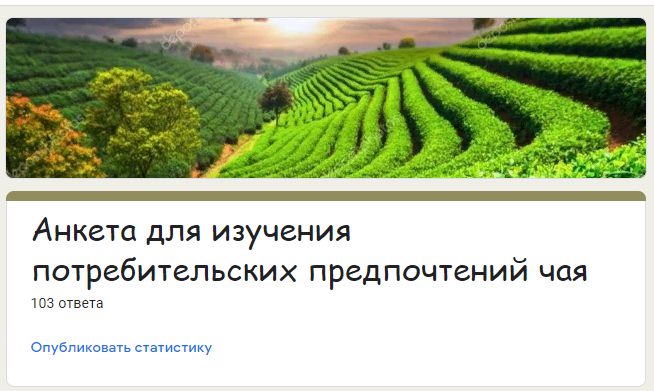 Анкета для изучения
потребительских предпочтений чая
103 ответа
Опубликовать статистику